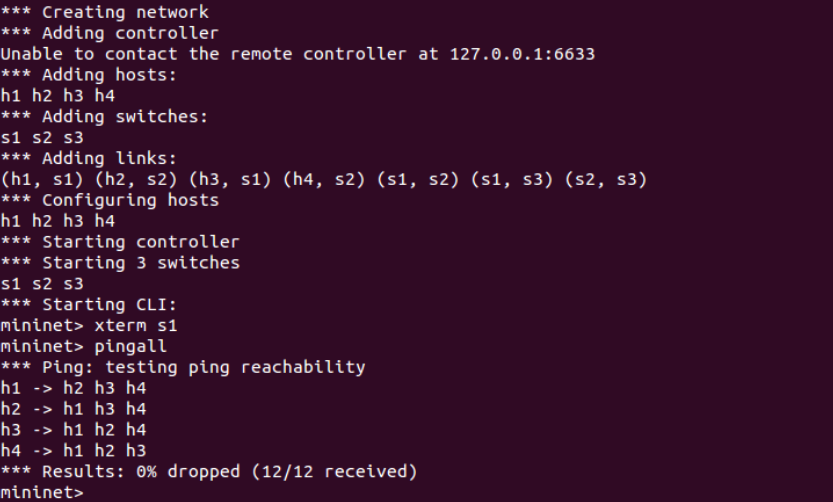 *** Creating network
*** Adding controller
Unable to contact the remote controller at 127.0.0.1:6633
*** Adding hosts:
h1 h2 h3 h4
*** Adding switches:
s1 s2 s3
*** Adding links:
(h1, s1) (h2, s2) (h3, s1) (h4, s2) (s1, s2) (s1, s3) (s2, s3)
*** Configuring hosts
h1 h2 h3 h4
*** Starting controller
*** Starting 3 switches
s1 s2 s3
*** Starting CLI:
mininet> xterm s1
mininet> pingall
*** Ping: testing ping reachability
h1 -> h2 h3 h4
h2 -> h1 h3 h4
h3 -> h1 h2 h4
h4 -> h1 h2 h3
*** Results: 0% dropped (12/12 received)
mininet>